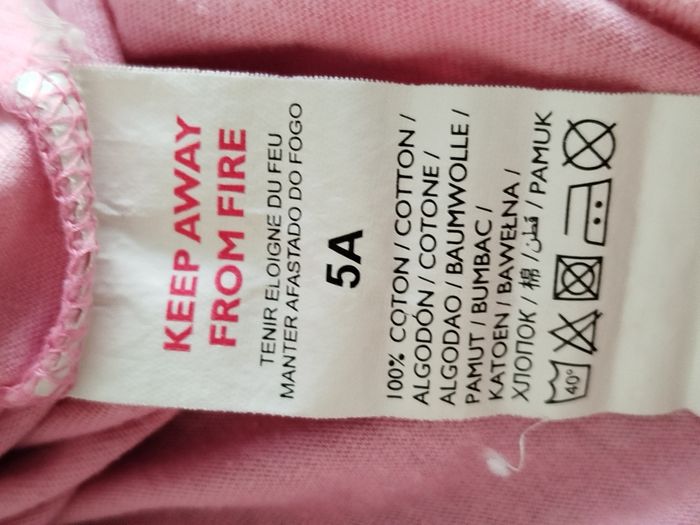 KEEP AWAY
FROM FIRE
TENIR ELOIGNE DU FEU
MANTER AFASTADO DO FOGO
5A
100% COTON / COTTON /
ALGODÓN / COTONE /
ALGODAO / BAUMWOLLE /
PAMUT / BUMBAC /
KATOEN / BAWEŁNA /
ХЛОПОК / 棉 / قطن / PAMUK
40°